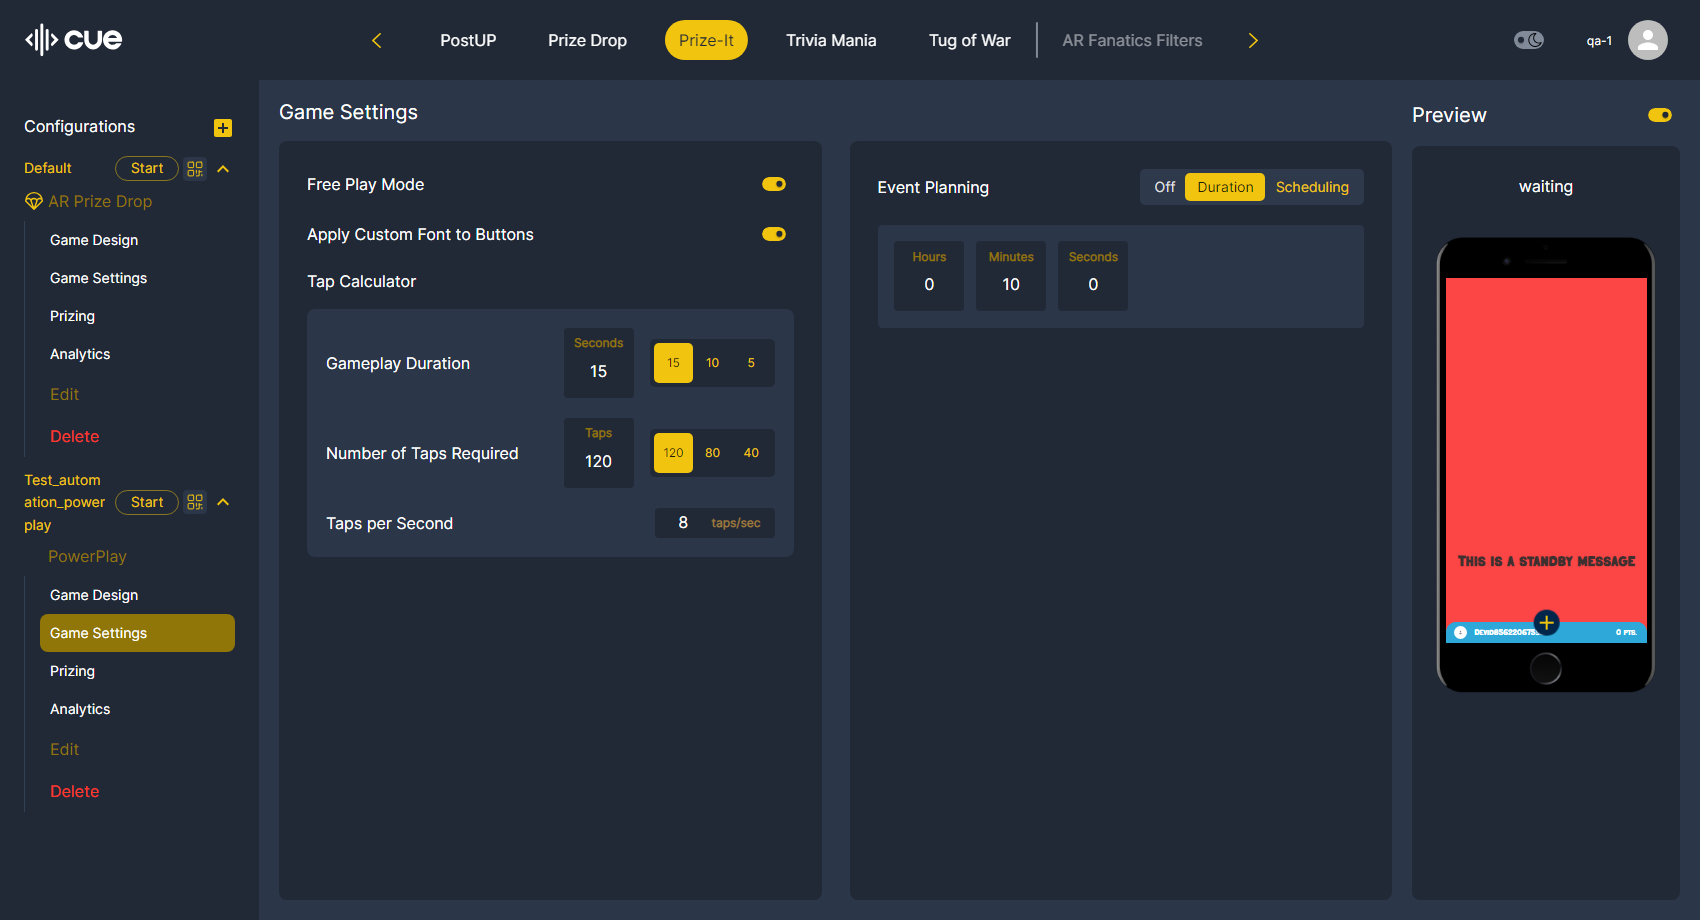 cue
PostUP
Prize Drop
Prize-It
Trivia Mania
Tug of War
AR Fanatics Filters
qa-1
Configurations
Default
Start
AR Prize Drop
Game Design
Game Settings
Prizing
Analytics
Edit
Delete
Test_autom
ation_power
play
Start
PowerPlay
Game Design
Game Settings
Prizing
Analytics
Edit
Delete
Game Settings
Free Play Mode
Apply Custom Font to Buttons
Tap Calculator
Gameplay Duration
Seconds
15
15 10 5
Number of Taps Required
Taps
120
120 80 40
Taps per Second
8 taps/sec
Event Planning
Off Duration Scheduling
Hours
0
Minutes
10
Seconds
0
Preview
waiting
This is a standby message
0 pts.